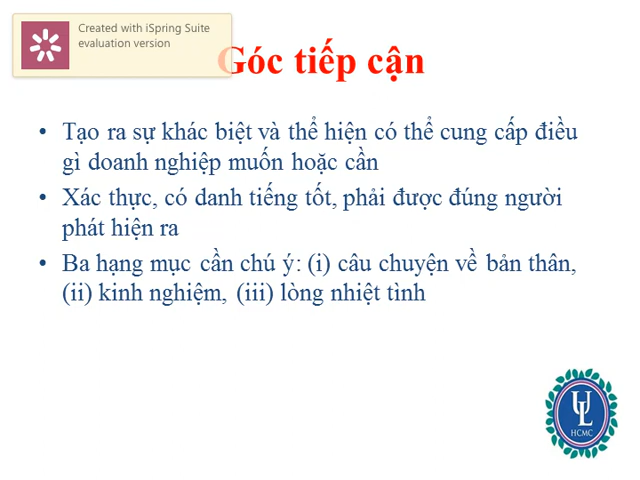 Created with iSpring Suite
evaluation version
Góc tiếp cận
• Tạo ra sự khác biệt và thể hiện có thể cung cấp điều
gì doanh nghiệp muốn hoặc cần
• Xác thực, có danh tiếng tốt, phải được đúng người
phát hiện ra
• Ba hạng mục cần chú ý: (i) câu chuyện về bản thân,
(ii) kinh nghiệm, (iii) lòng nhiệt tình
UL
HCMC